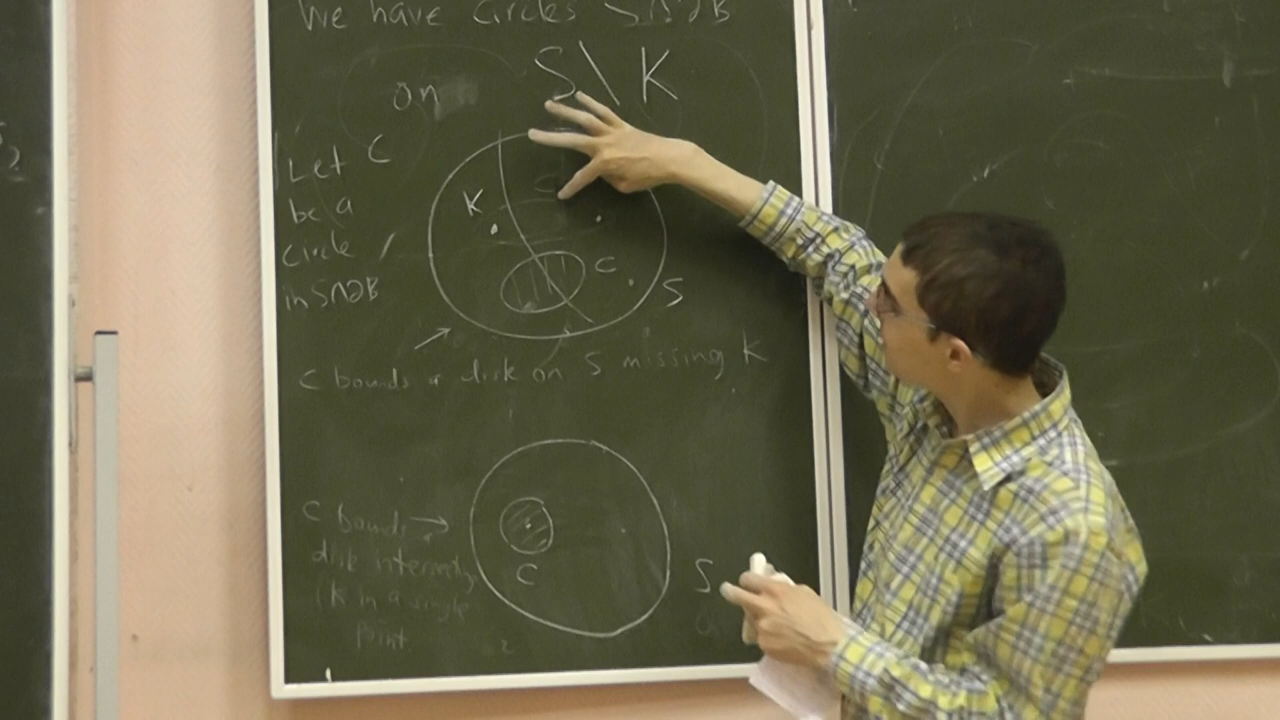 We have circles S∩∂B
on S\K
Let C
be a
circle
in S∩∂B
K
C
S
C bounds a disk on S missing K
C bounds →
disk intersecting
K in a single
point.
C
S